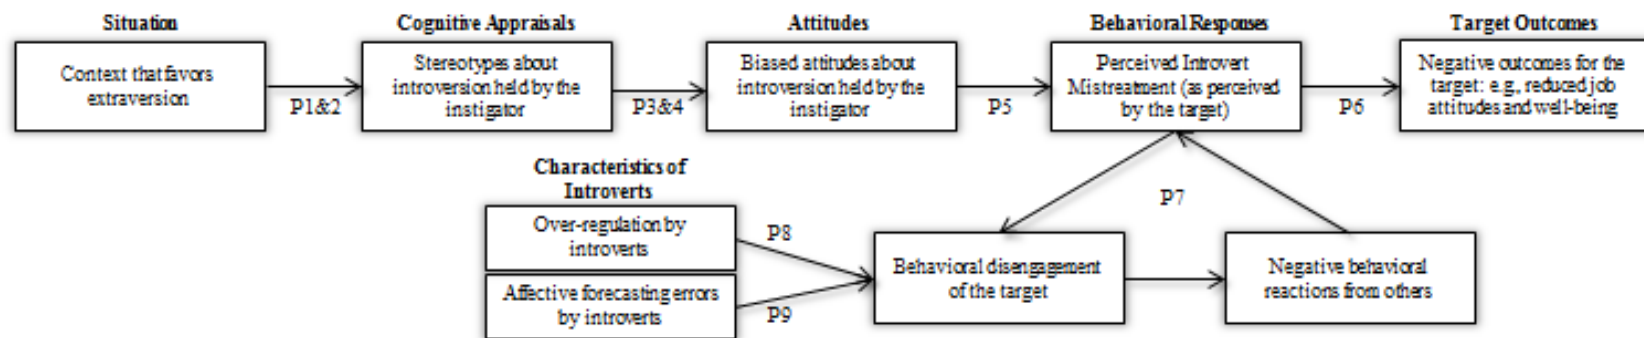 Situation
Context that favors
extraversion
P1&2
Cognitive Appraisals
Stereotypes about
introversion held by the
instigator
P3&4
Attitudes
Biased attitudes about
introversion held by the
instigator
P5
Behavioral Responses
Perceived Introvert
Mistreatment (as perceived
by the target)
P6
Target Outcomes
Negative outcomes for the
target: e.g., reduced job
attitudes and well-being
Characteristics of
Introverts
Over-regulation by
introverts
P8
Affective forecasting errors
by introverts
P9
Behavioral disengagement
of the target
P7
Negative behavioral
reactions from others